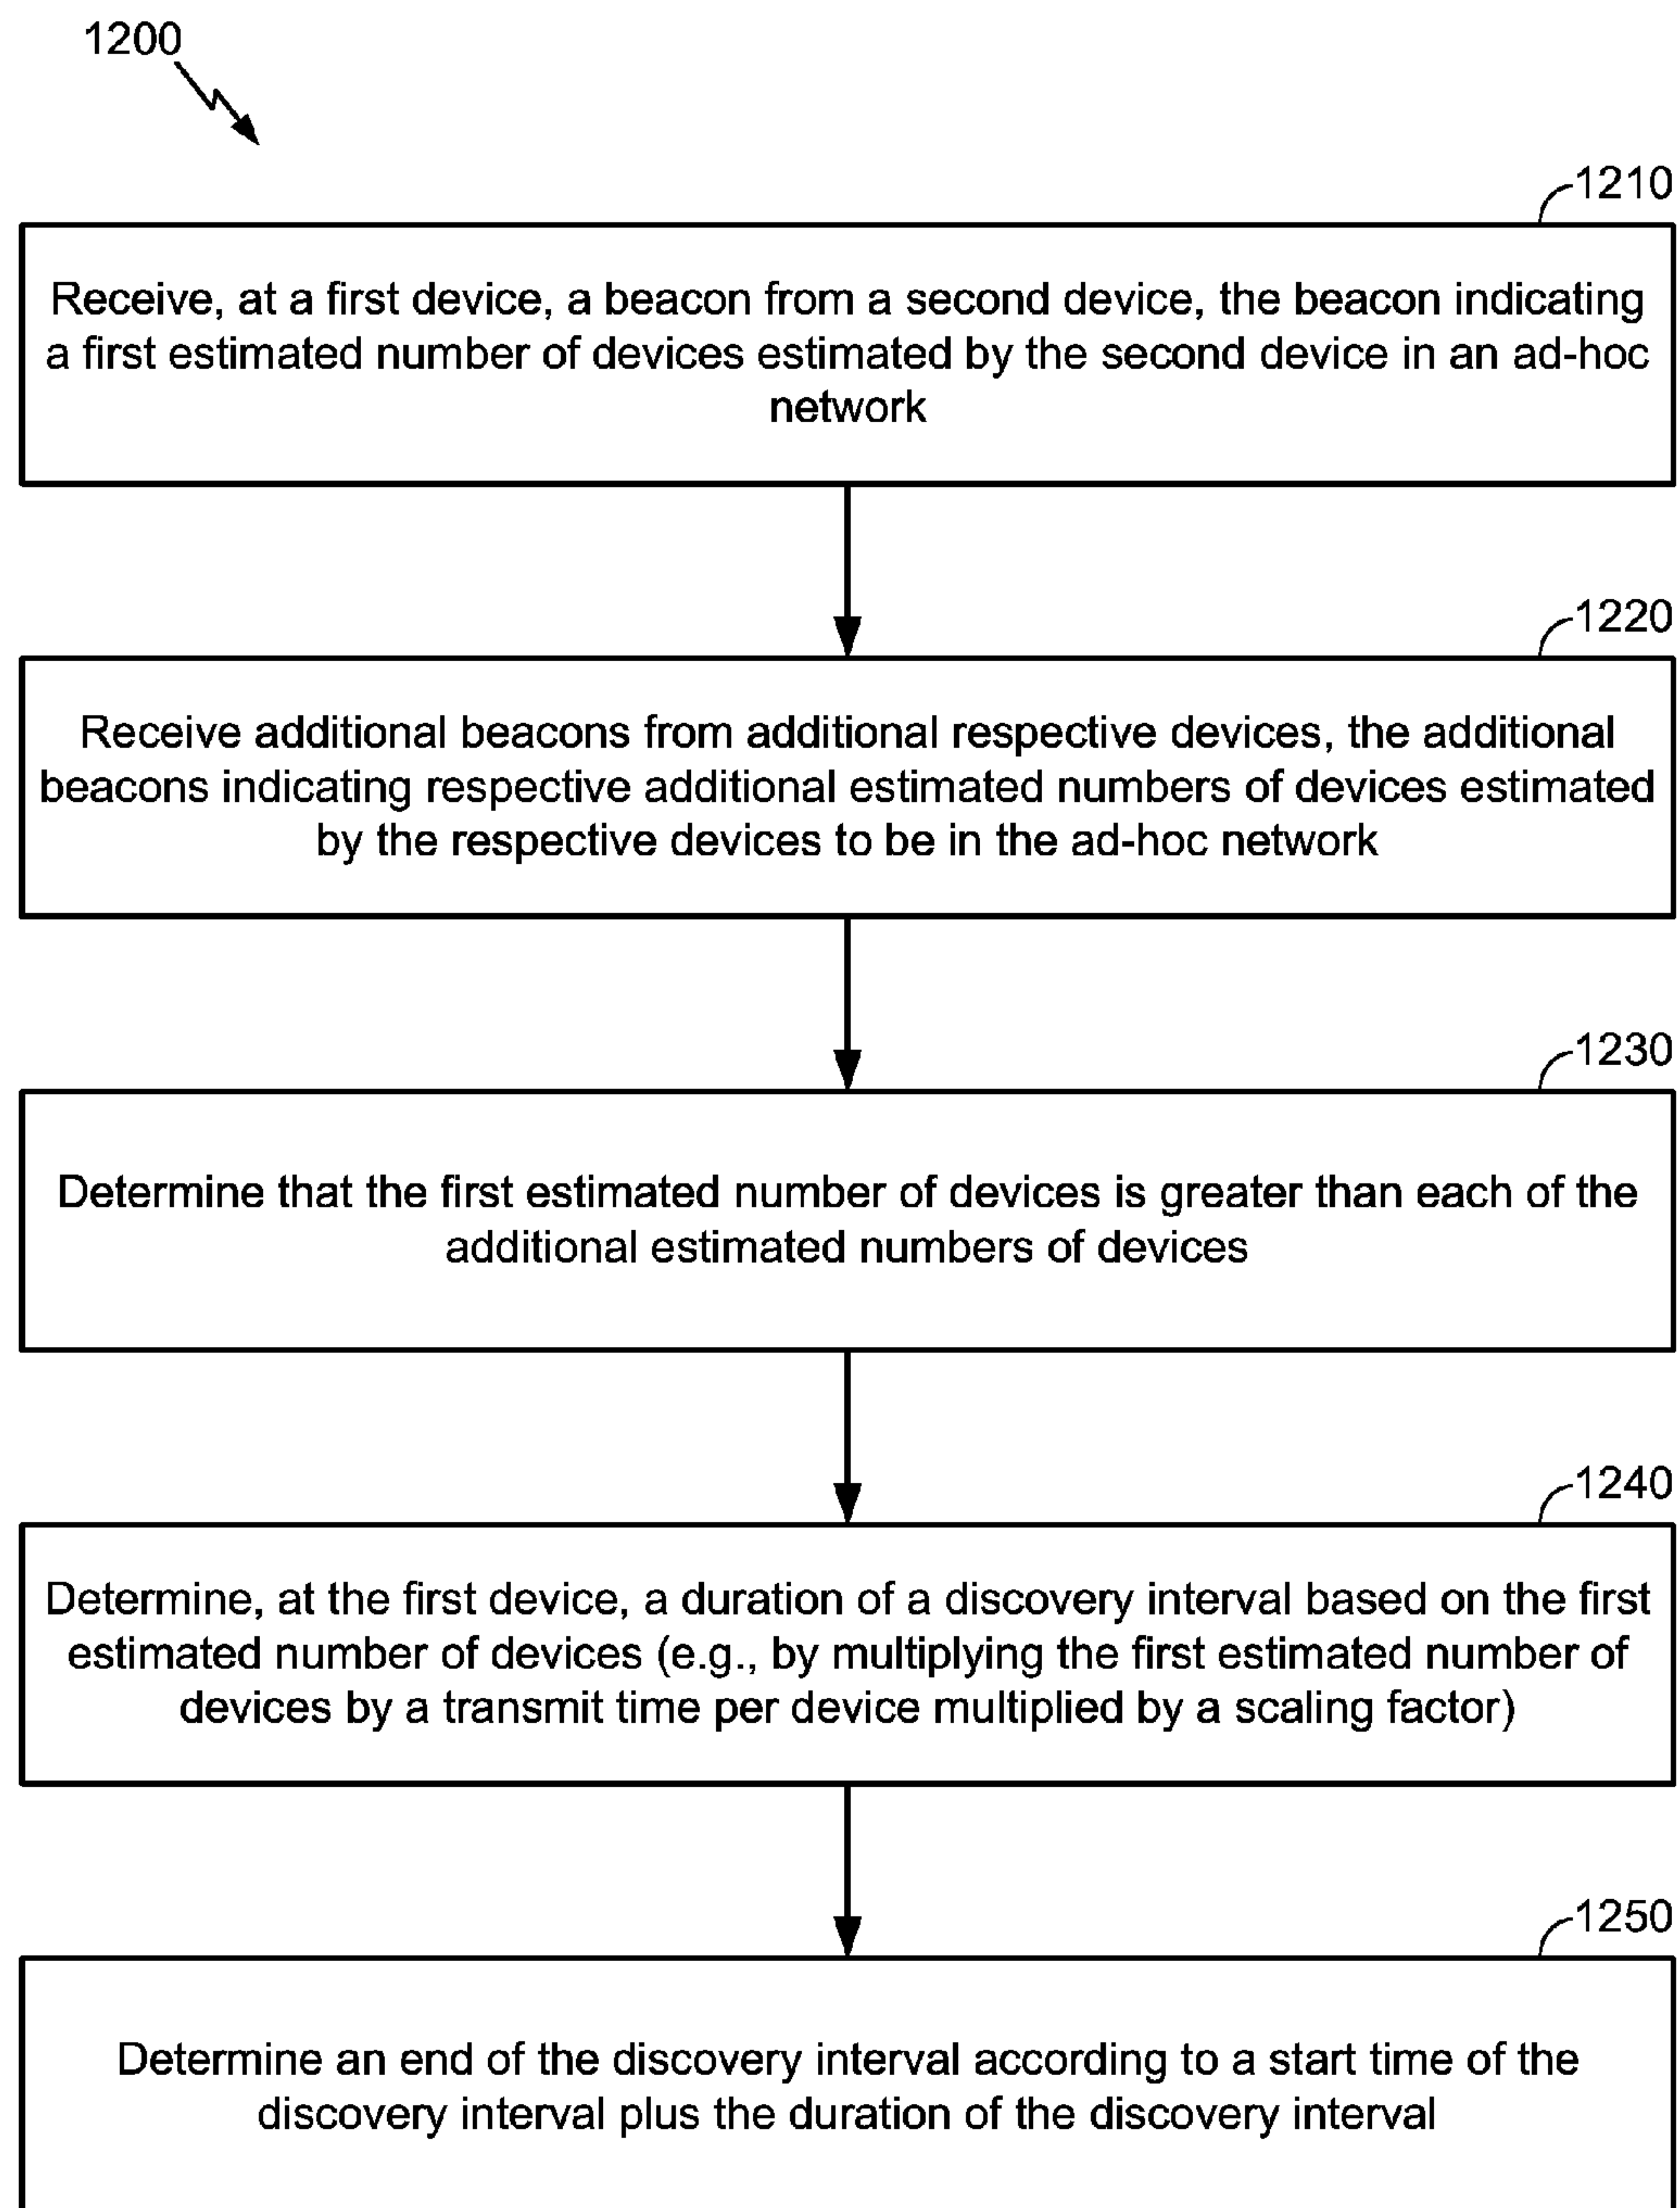 1200
1210
Receive, at a first device, a beacon from a second device, the beacon indicating
a first estimated number of devices estimated by the second device in an ad-hoc
network
1220
Receive additional beacons from additional respective devices, the additional
beacons indicating respective additional estimated numbers of devices estimated
by the respective devices to be in the ad-hoc network
1230
Determine that the first estimated number of devices is greater than each of the
additional estimated numbers of devices
1240
Determine, at the first device, a duration of a discovery interval based on the first
estimated number of devices (e.g., by multiplying the first estimated number of
devices by a transmit time per device multiplied by a scaling factor)
1250
Determine an end of the discovery interval according to a start time of the
discovery interval plus the duration of the discovery interval